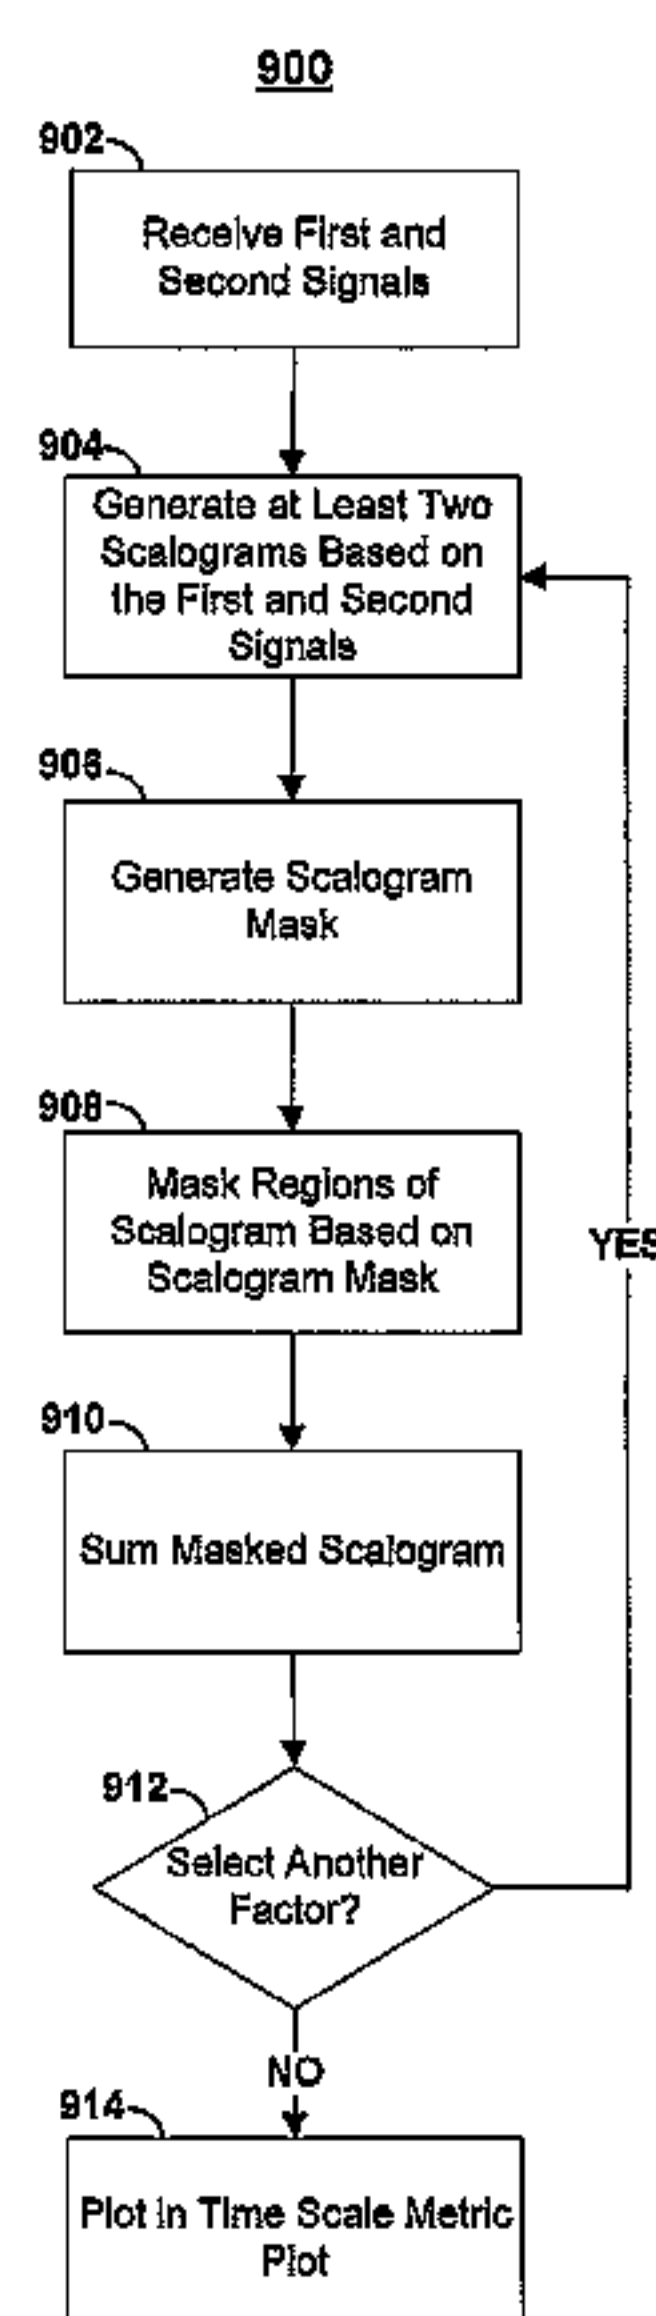 900
902
Receive First and
Second Signals
904
Generate at Least Two
Scalograms Based on
the First and Second
Signals
906
Generate Scalogram
Mask
908
Mask Regions of
Scalogram Based on
Scalogram Mask
YES
910
Sum Masked Scalogram
912
Select Another
Factor?
NO
914
Plot in Time Scale Metric
Plot